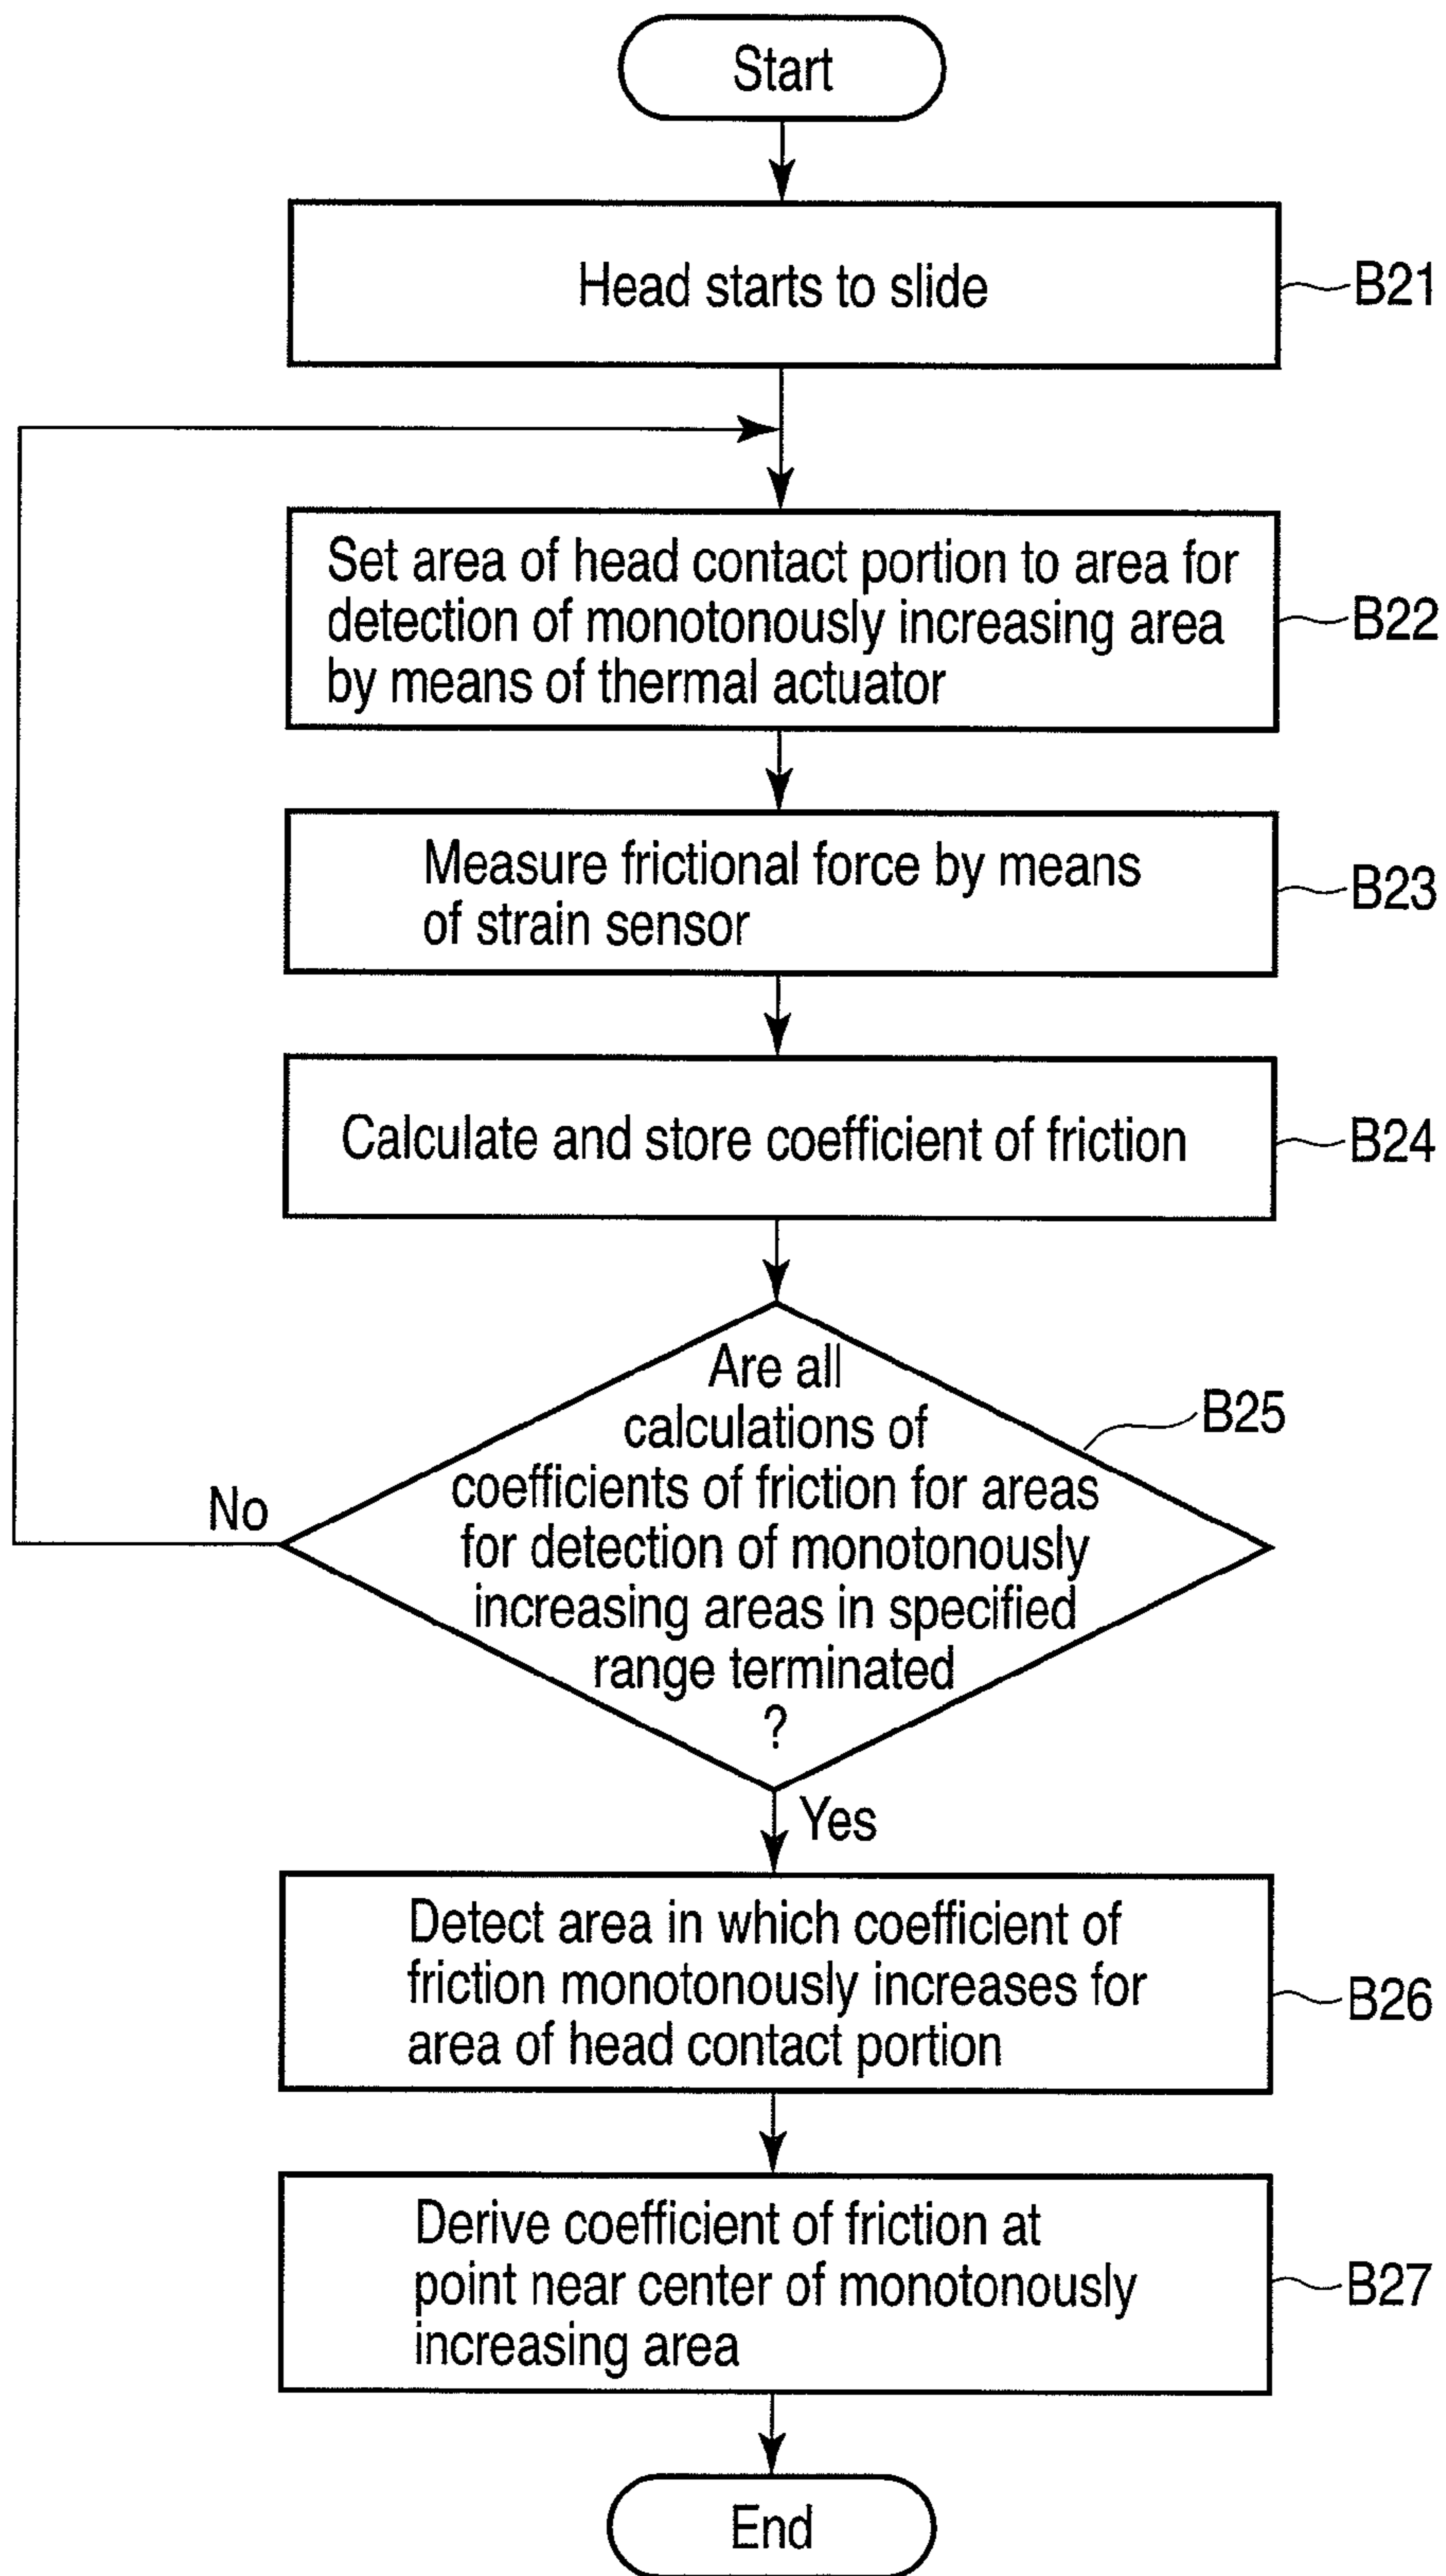 Start
Head starts to slide
B21
Set area of head contact portion to area for
detection of monotonously increasing area
by means of thermal actuator
B22
Measure frictional force by means
of strain sensor
B23
Calculate and store coefficient of friction
B24
Are all
calculations of
coefficients of friction for areas
for detection of monotonously
increasing areas in specified
range terminated
?
B25
No
Yes
Detect area in which coefficient of
friction monotonously increases for
area of head contact portion
B26
Derive coefficient of friction at
point near center of monotonously
increasing area
B27
End